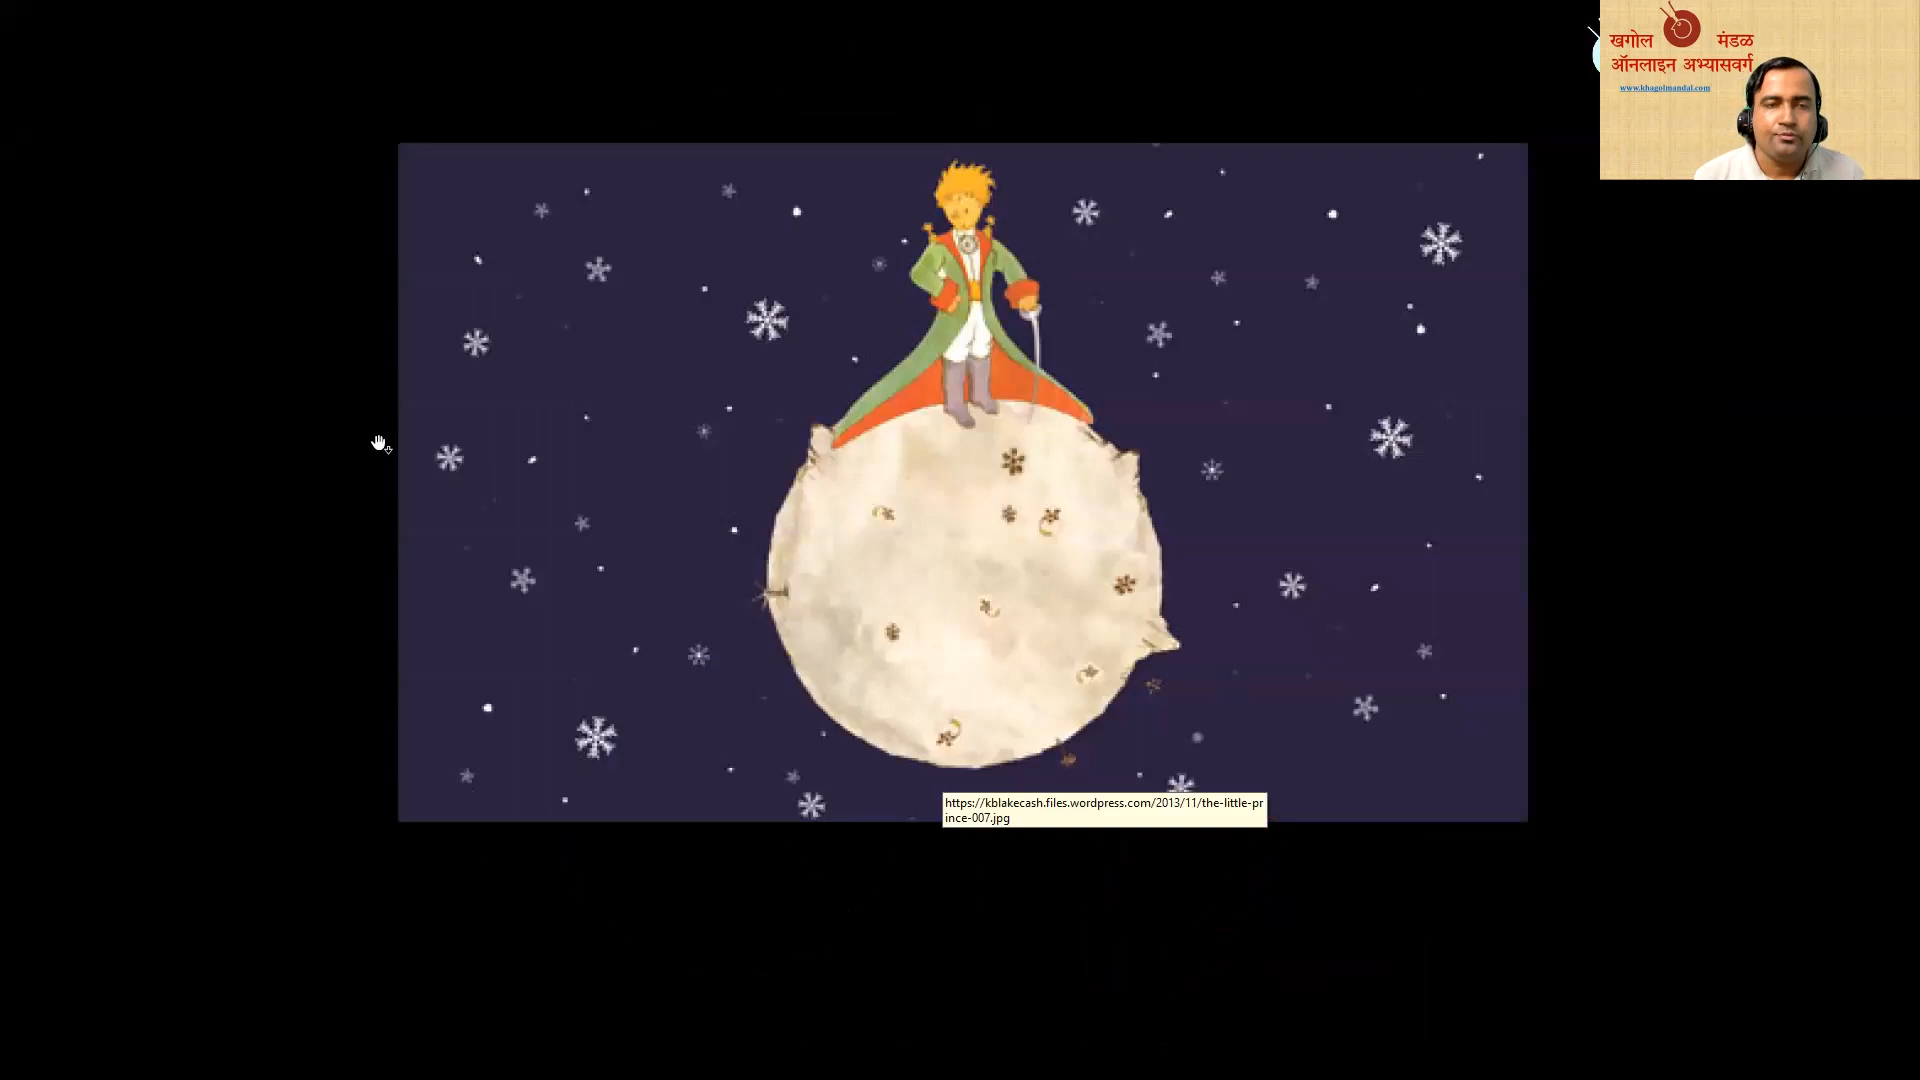 खगोल मंडळ
ऑनलाइन अभ्यासवर्ग
www.khagolmandal.com
https://kblakecash.files.wordpress.com/2013/11/the-little-pr
ince-007.jpg